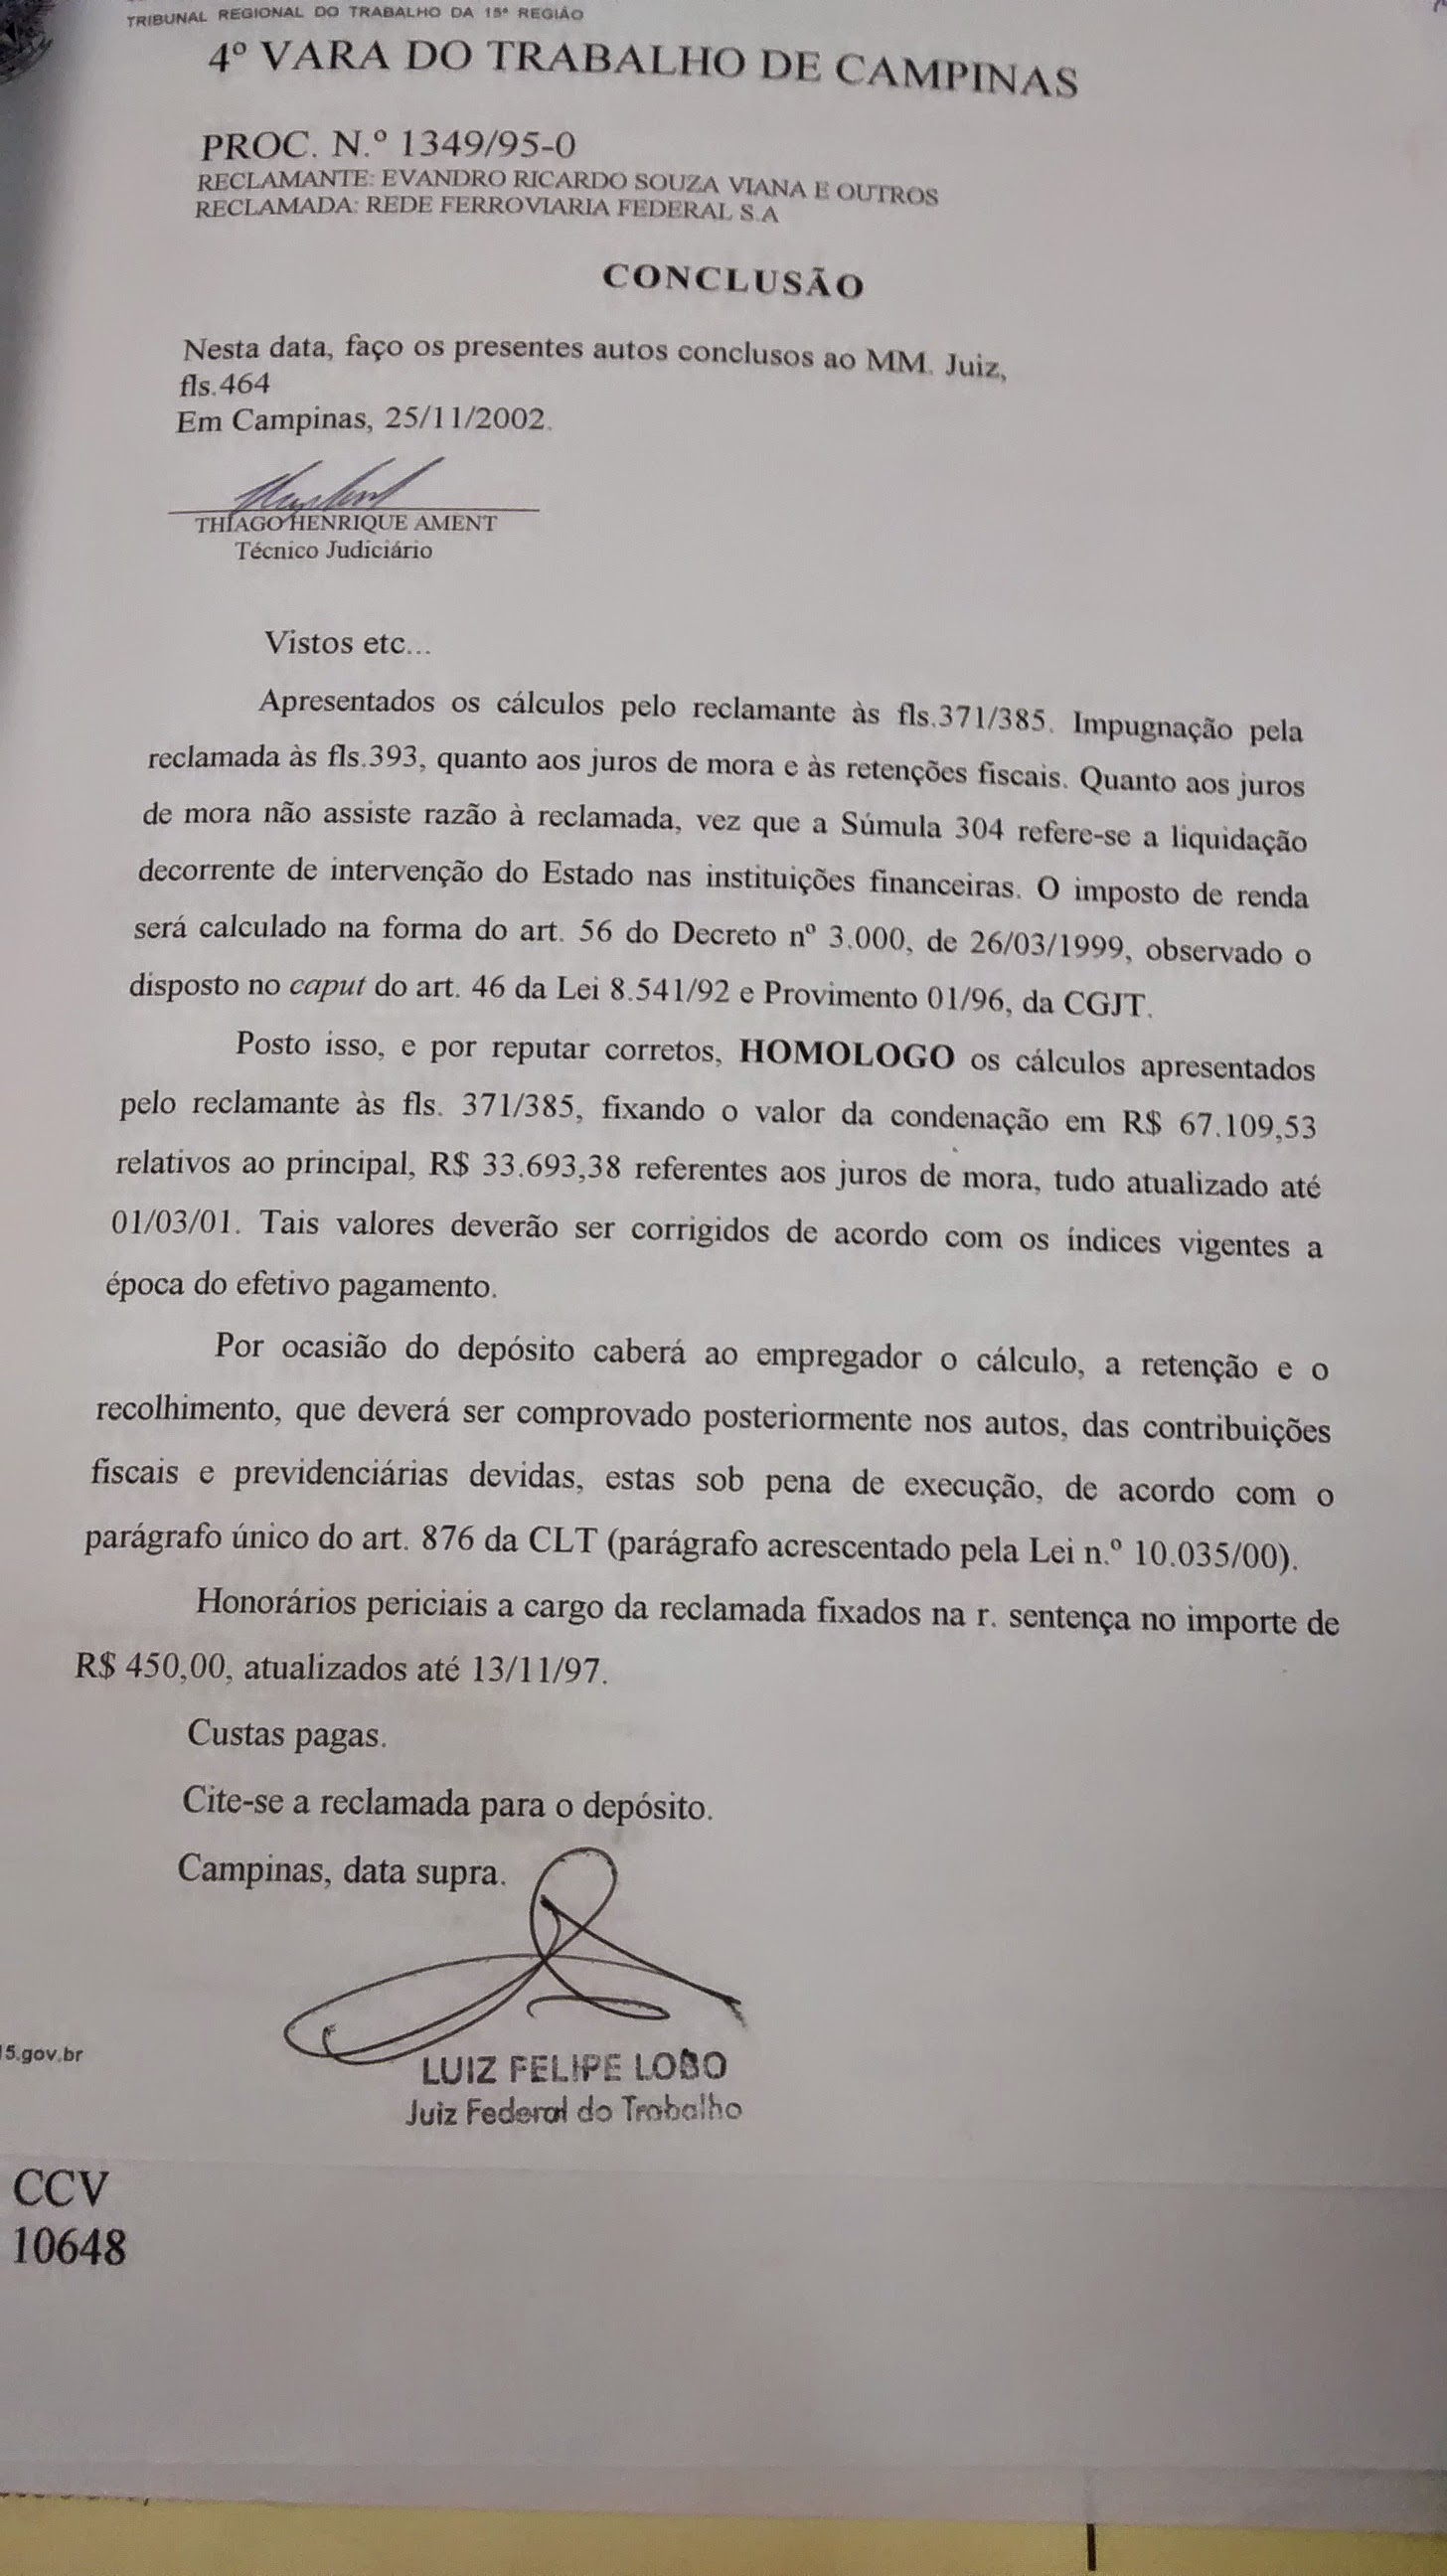 TRIBUNAL REGIONAL DO TRABALHO DA 15ª REGIÃO
4º VARA DO TRABALHO DE CAMPINAS
PROC. N.º 1349/95-0
RECLAMANTE: EVANDRO RICARDO SOUZA VIANA E OUTROS
RECLAMADA: REDE FERROVIARIA FEDERAL S.A
CONCLUSÃO
Nesta data, faço os presentes autos conclusos ao MM. Juiz,
fls.464
Em Campinas, 25/11/2002.
THIAGO HENRIQUE AMENT
Técnico Judiciário
Vistos etc...
Apresentados os cálculos pelo reclamante às fls.371/385. Impugnação pela
reclamada às fls.393, quanto aos juros de mora e às retenções fiscais. Quanto aos juros
de mora não assiste razão à reclamada, vez que a Súmula 304 refere-se a liquidação
decorrente de intervenção do Estado nas instituições financeiras. O imposto de renda
será calculado na forma do art. 56 do Decreto nº 3.000, de 26/03/1999, observado o
disposto no caput do art. 46 da Lei 8.541/92 e Provimento 01/96, da CGJT.
Posto isso, e por reputar corretos, HOMOLOGO os cálculos apresentados
pelo reclamante às fls. 371/385, fixando o valor da condenação em R$ 67.109,53
relativos ao principal, R$ 33.693,38 referentes aos juros de mora, tudo atualizado até
01/03/01. Tais valores deverão ser corrigidos de acordo com os índices vigentes a
época do efetivo pagamento.
Por ocasião do depósito caberá ao empregador o cálculo, a retenção e o
recolhimento, que deverá ser comprovado posteriormente nos autos, das contribuições
fiscais e previdenciárias devidas, estas sob pena de execução, de acordo com o
parágrafo único do art. 876 da CLT (parágrafo acrescentado pela Lei n.º 10.035/00).
Honorários periciais a cargo da reclamada fixados na r. sentença no importe de
R$ 450,00, atualizados até 13/11/97.
Custas pagas.
Cite-se a reclamada para o depósito.
Campinas, data supra.
15.gov.br
LUIZ FELIPE LOBO
Juiz Federal do Trabalho
CCV
10648